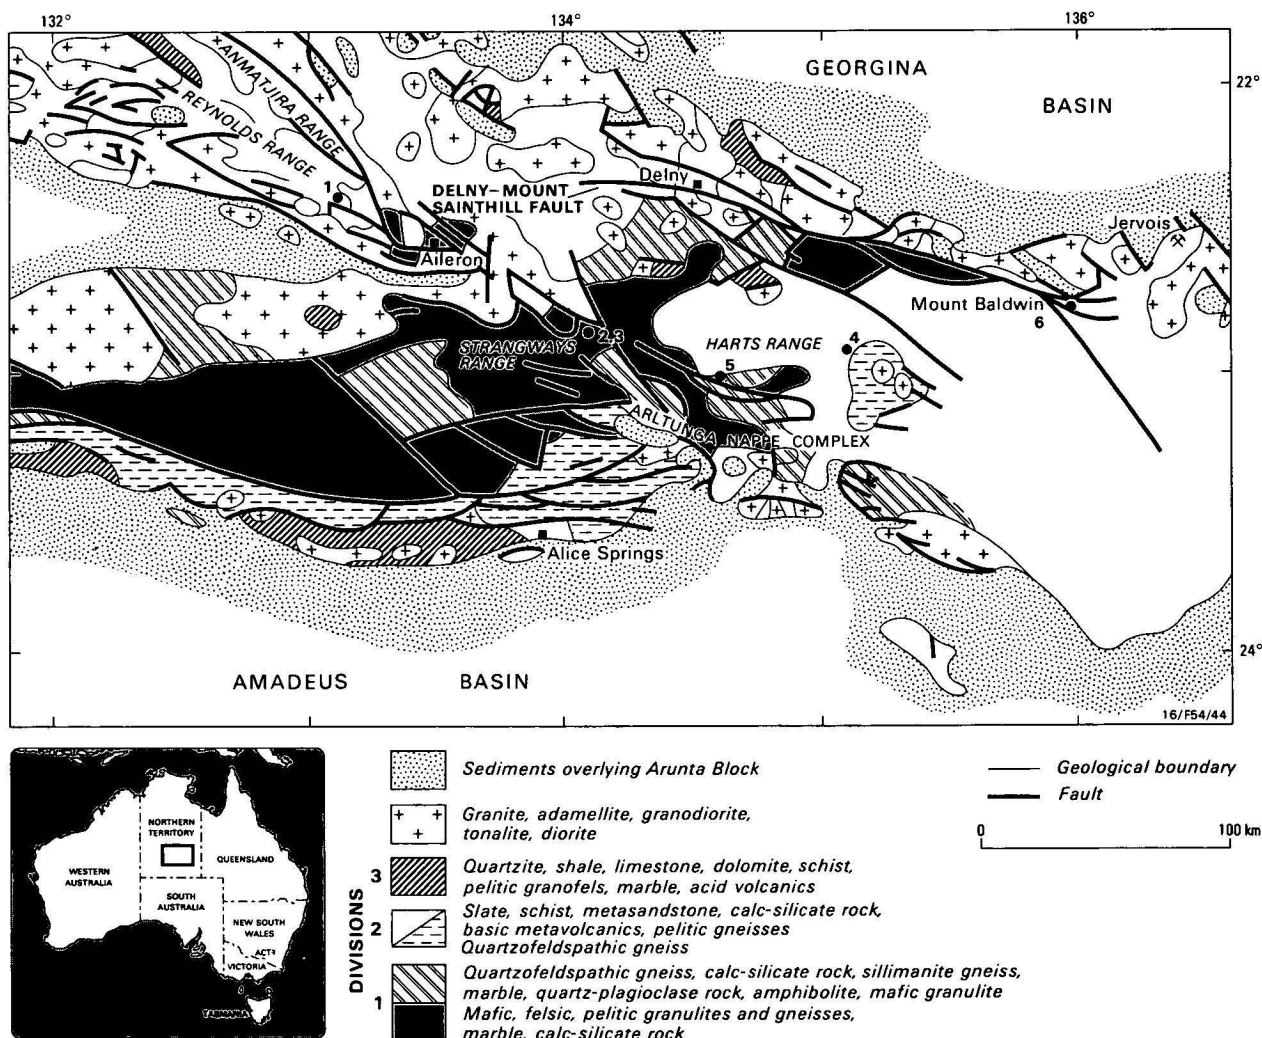 132°
134°
136°
GEORGINA
BASIN
22°
ANMATJIRA RANGE
REYNOLDS RANGE
1
DELNY–MOUNT
SAINTHILL FAULT
Delny
Jervois
Aileron
Mount Baldwin
6
2,3
STRANGWAYS
RANGE
HARTS RANGE
4
5
ARLTUNGA NAPPE COMPLEX
Alice Springs
24°
AMADEUS BASIN
16/F54/44
NORTHERN
TERRITORY
WESTERN
AUSTRALIA
QUEENSLAND
SOUTH
AUSTRALIA
NEW SOUTH
WALES
ACT
VICTORIA
TASMANIA
Sediments overlying Arunta Block
Granite, adamellite, granodiorite,
tonalite, diorite
DIVISIONS
3
Quartzite, shale, limestone, dolomite, schist,
pelitic granofels, marble, acid volcanics
2
Slate, schist, metasandstone, calc-silicate rock,
basic metavolcanics, pelitic gneisses
Quartzofeldspathic gneiss
1
Quartzofeldspathic gneiss, calc-silicate rock, sillimanite gneiss,
marble, quartz-plagioclase rock, amphibolite, mafic granulite
Mafic, felsic, pelitic granulites and gneisses,
marble, calc-silicate rock
Geological boundary
Fault
0
100 km